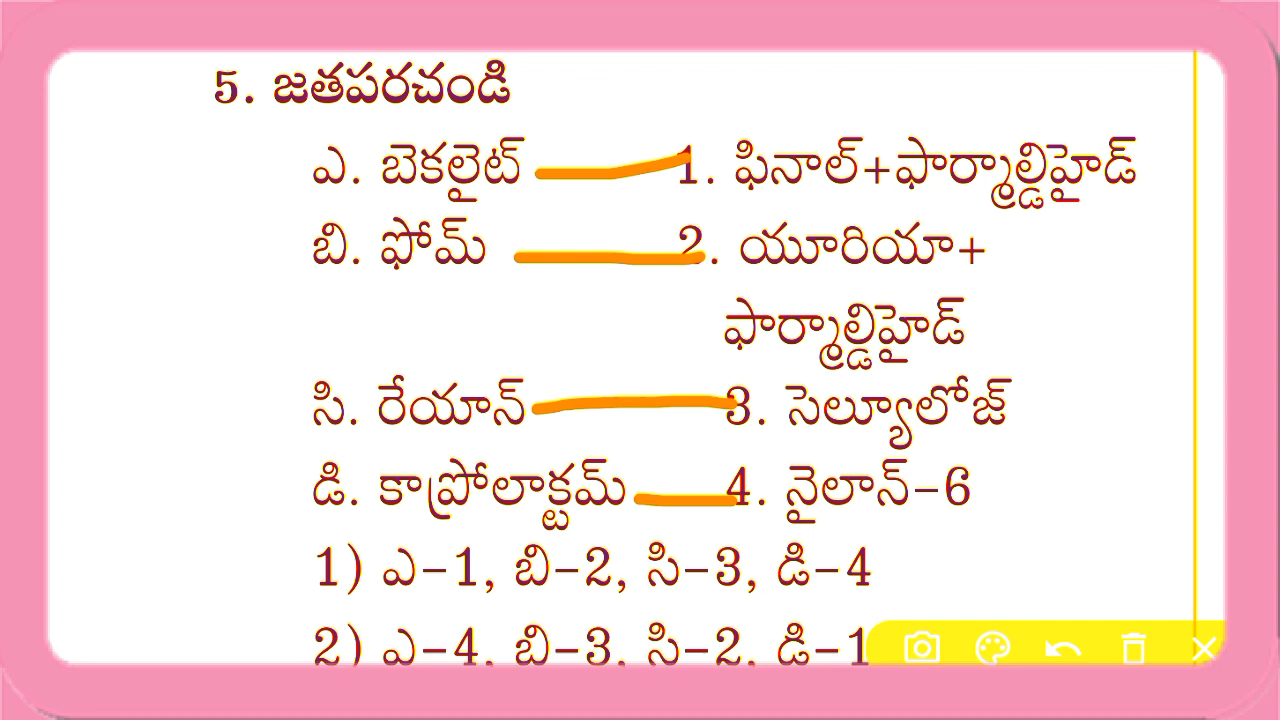 5. జతపరచండి
ఎ. బెకలైట్ 1. ఫినాల్+ఫార్మాల్డిహైడ్
బి. ఫోమ్ 2. యూరియా+
ఫార్మాల్డిహైడ్
సి. రేయాన్ 3. సెల్యూలోజ్
డి. కాప్రోలాక్టమ్ 4. నైలాన్-6
1) ఎ-1, బి-2, సి-3, డి-4
2) ఎ-4, బి-3, సి-2, డి-1